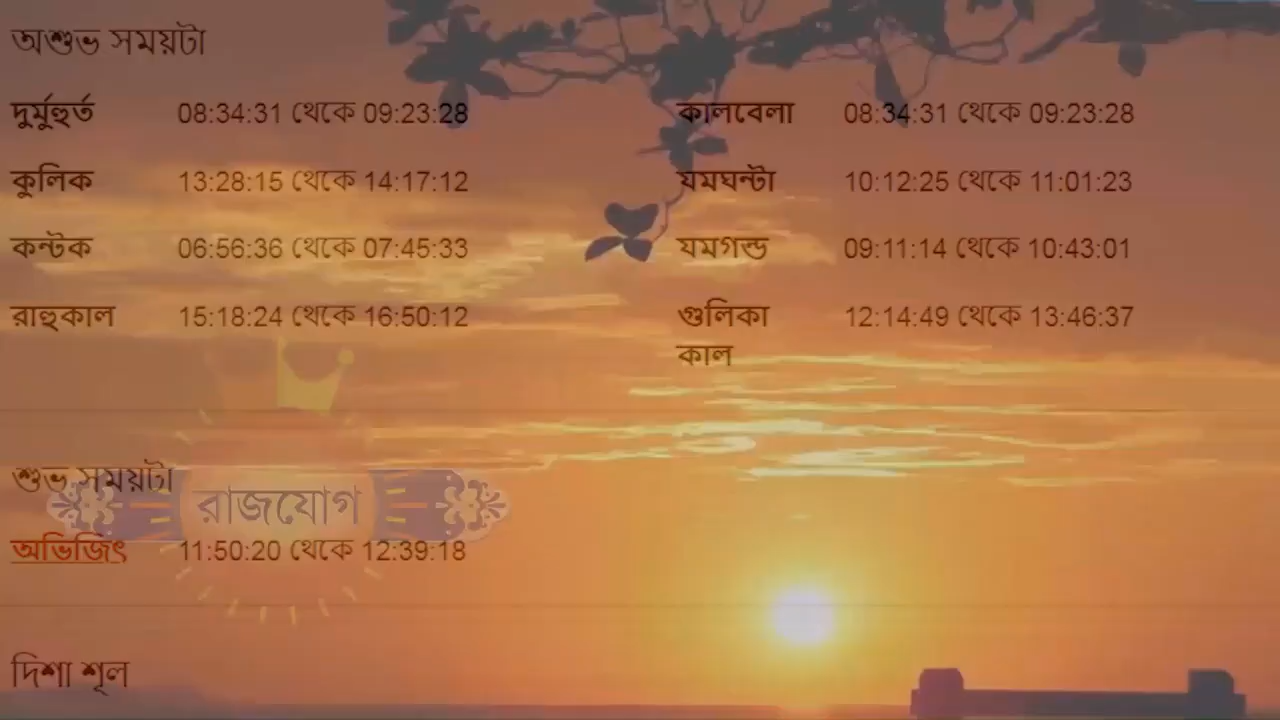 অশুভ সময়টা
দুর্মুহুর্ত 08:34:31 থেকে 09:23:28 কালবেলা 08:34:31 থেকে 09:23:28
কুলিক 13:28:15 থেকে 14:17:12 যমঘন্টা 10:12:25 থেকে 11:01:23
কন্টক 06:56:36 থেকে 07:45:33 যমগন্ড 09:11:14 থেকে 10:43:01
রাহুকাল 15:18:24 থেকে 16:50:12 গুলিকা 12:14:49 থেকে 13:46:37
কাল
শুভ সময়টা
রাজযোগ
অভিজিৎ 11:50:20 থেকে 12:39:18
দিশা শূল